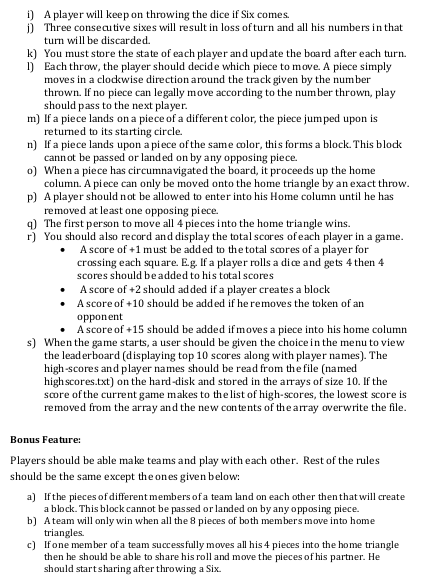 i) A player will keep on throwing the dice if Six comes.
j) Three consecutive sixes will result in loss of turn and all his numbers in that
turn will be discarded.
k) You must store the state of each player and update the board after each turn.
l) Each throw, the player should decide which piece to move. A piece simply
moves in a clockwise direction around the track given by the number
thrown. If no piece can legally move according to the number thrown, play
should pass to the next player.
m) If a piece lands on a piece of a different color, the piece jumped upon is
returned to its starting circle.
n) If a piece lands upon a piece of the same color, this forms a block. This block
cannot be passed or landed on by any opposing piece.
o) When a piece has circumnavigated the board, it proceeds up the home
column. A piece can only be moved onto the home triangle by an exact throw.
p) A player should not be allowed to enter into his Home column until he has
removed at least one opposing piece.
q) The first person to move all 4 pieces into the home triangle wins.
r) You should also record and display the total scores of each player in a game.
• A score of +1 must be added to the total scores of a player for
crossing each square. E.g. If a player rolls a dice and gets 4 then 4
scores should be added to his total scores
• A score of +2 should added if a player creates a block
• A score of +10 should be added if he removes the token of an
opponent
• A score of +15 should be added if moves a piece into his home column
s) When the game starts, a user should be given the choice in the menu to view
the leaderboard (displaying top 10 scores along with player names). The
high-scores and player names should be read from the file (named
highscores.txt) on the hard-disk and stored in the arrays of size 10. If the
score of the current game makes to the list of high-scores, the lowest score is
removed from the array and the new contents of the array overwrite the file.
Bonus Feature:
Players should be able make teams and play with each other. Rest of the rules
should be the same except the ones given below:
a) If the pieces of different members of a team land on each other then that will create
a block. This block cannot be passed or landed on by any opposing piece.
b) A team will only win when all the 8 pieces of both members move into home
triangles.
c) If one member of a team successfully moves all his 4 pieces into the home triangle
then he should be able to share his roll and move the pieces of his partner. He
should start sharing after throwing a Six.